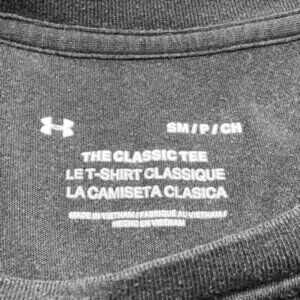 SM / P / CH
THE CLASSIC TEE
LE T-SHIRT CLASSIQUE
LA CAMISETA CLASICA
MADE IN VIETNAM / FABRIQUÉ AU VIETNAM /
HECHO EN VIETNAM